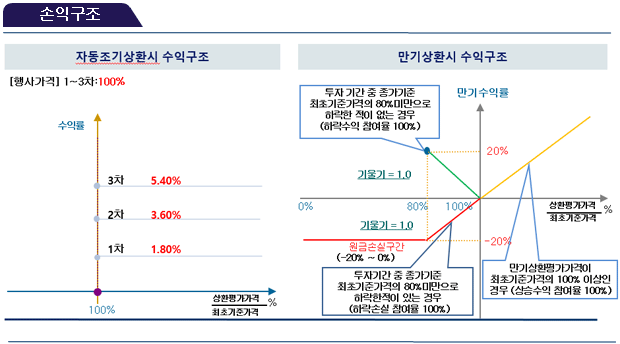 손익구조
자동조기상환시 수익구조
[행사가격] 1~3차:100%
수익률
3차 5.40%
2차 3.60%
1차 1.80%
100%
상환평가가격
최초기준가격
%
만기상환시 수익구조
투자 기간 중 종가기준
최초기준가격의 80%미만으로
하락한 적이 없는 경우
(하락수익 참여율 100%)
만기수익률
20%
기울기 = 1.0
0%
80%
100%
상환평가가격
최초기준가격
%
기울기 = 1.0
-20%
원금손실구간
(-20% ~ 0%)
투자기간 중 종가기준
최초기준가격의 80%미만으로
하락한적이 있는 경우
(하락손실 참여율 100%)
만기상환평가가격이
최초기준가격의 100% 이상인
경우 (상승수익 참여율 100%)